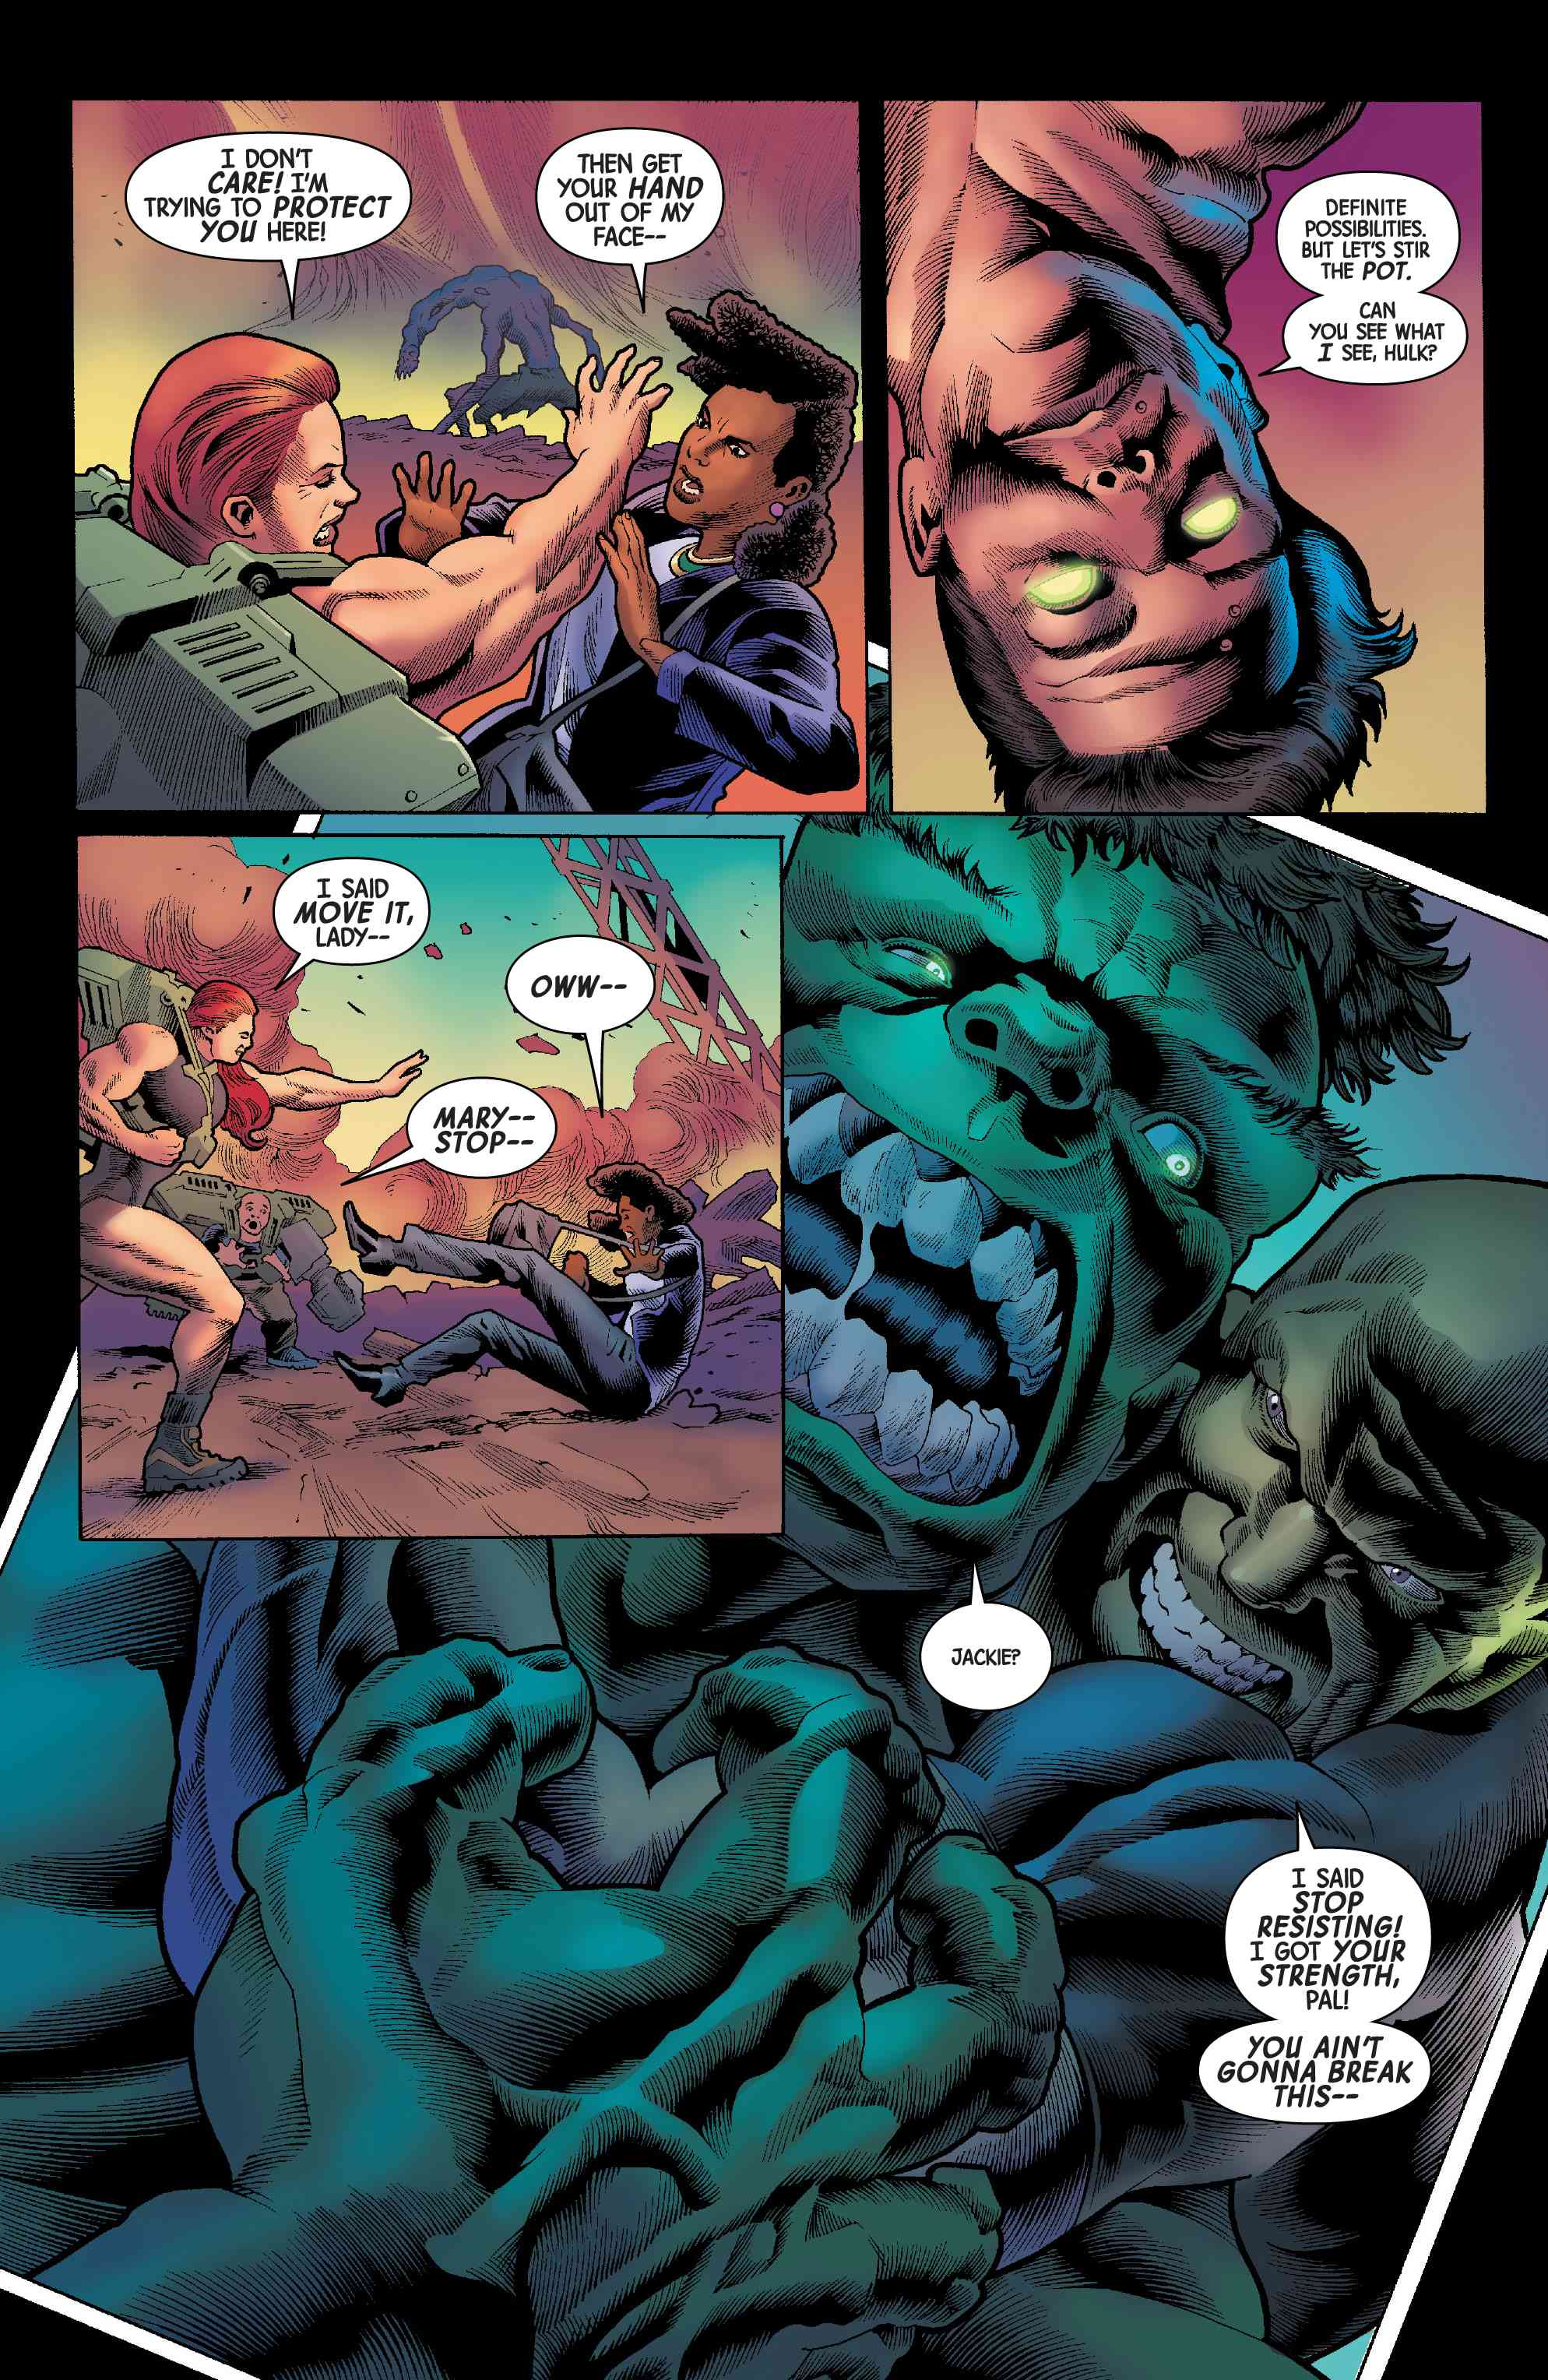 I DON'T
CARE! I'M
TRYING TO PROTECT
YOU HERE!
THEN GET
YOUR HAND
OUT OF MY
FACE--
DEFINITE
POSSIBILITIES.
BUT LET'S STIR
THE POT.
CAN
YOU SEE WHAT
I SEE, HULK?
I SAID
MOVE IT,
LADY--
OWW--
MARY--
STOP--
JACKIE?
I SAID
STOP
RESISTING!
I GOT YOUR
STRENGTH,
PAL!
YOU AIN'T
GONNA BREAK
THIS--